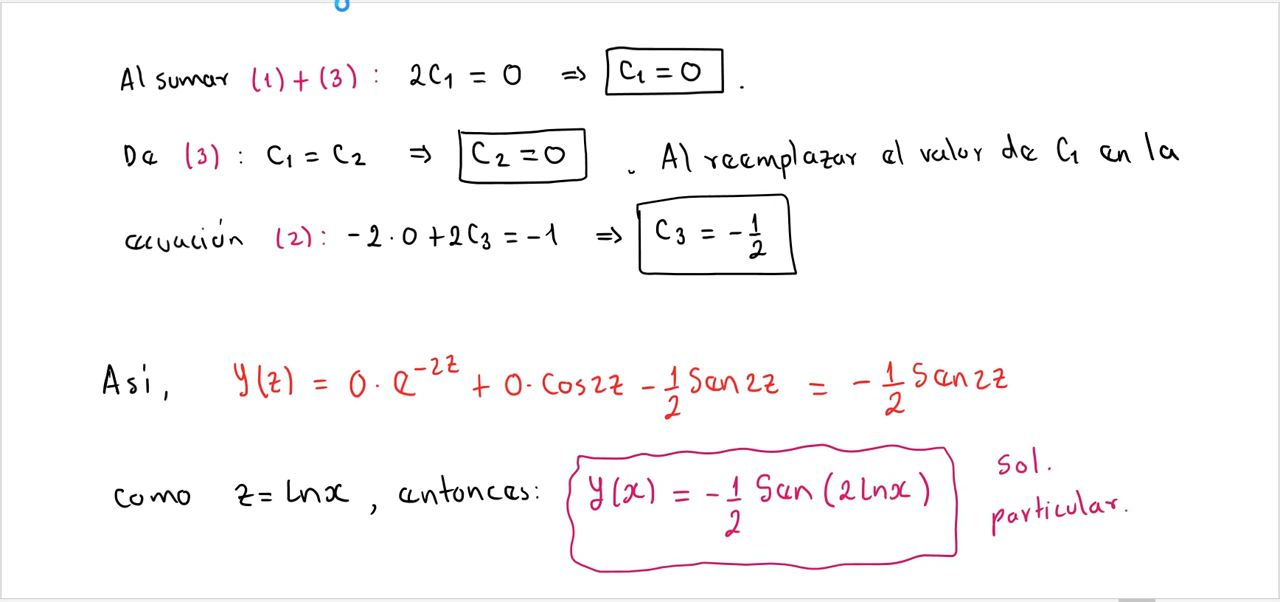 Al sumar (1)+(3): 2C₁ = 0 ⇒ C₁ = 0 .
De (3): C₁ = C₂ ⇒ C₂ = 0 . Al reemplazar el valor de C₁ en la
ecuación (2): -2·0+2C₃ = -1 ⇒ C₃ = -1/2
Así, y(z) = 0·e^(-2z) + 0·Cos2z - 1/2 Sen2z = - 1/2 Sen2z
como z = Lnx , entonces: y(x) = - 1/2 Sen(2Lnx) Sol. particular.